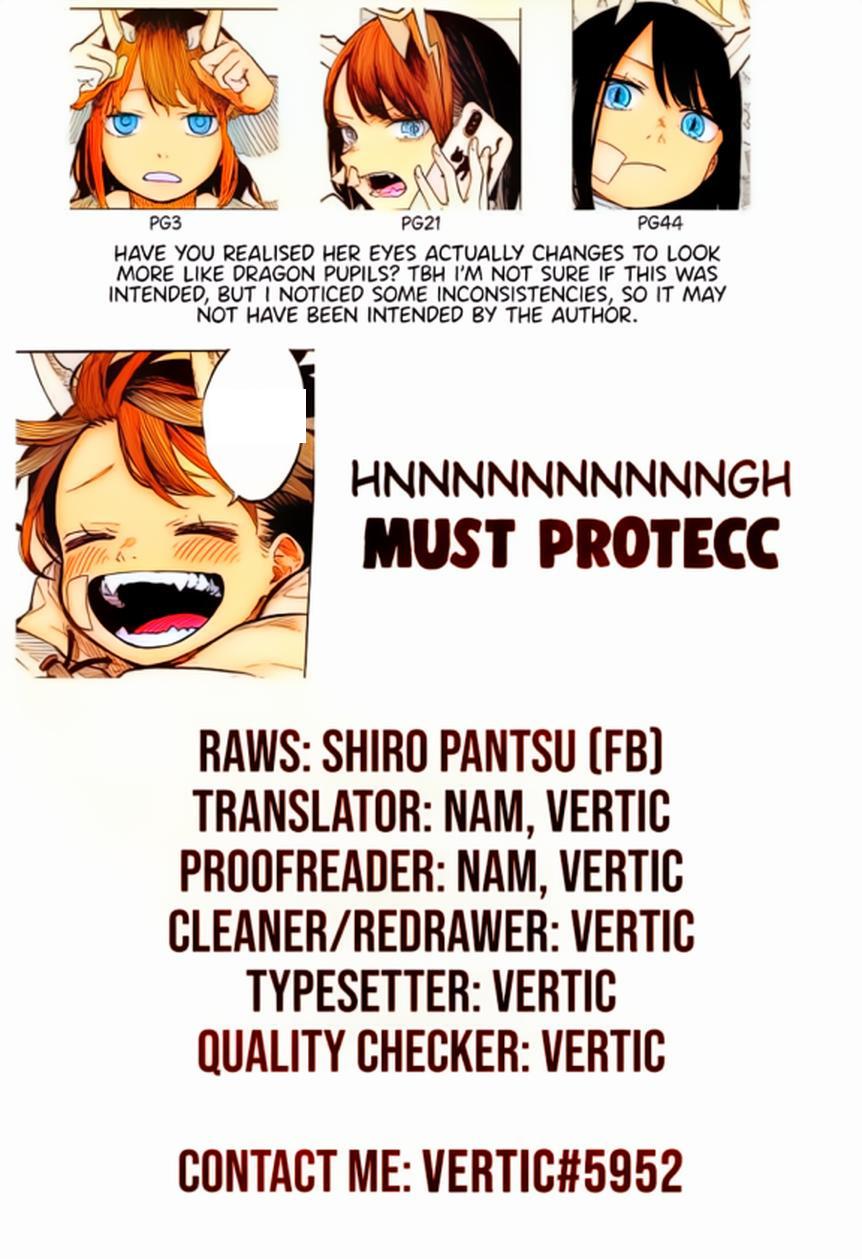 PG3
PG21
PG44
HAVE YOU REALISED HER EYES ACTUALLY CHANGES TO LOOK
MORE LIKE DRAGON PUPILS? TBH I'M NOT SURE IF THIS WAS
INTENDED, BUT I NOTICED SOME INCONSISTENCIES, SO IT MAY
NOT HAVE BEEN INTENDED BY THE AUTHOR.
HNNNNNNNNNNNGH
MUST PROTECC
RAWS: SHIRO PANTSU (FB)
TRANSLATOR: NAM, VERTIC
PROOFREADER: NAM, VERTIC
CLEANER/REDRAWER: VERTIC
TYPESETTER: VERTIC
QUALITY CHECKER: VERTIC
CONTACT ME: VERTIC#5952